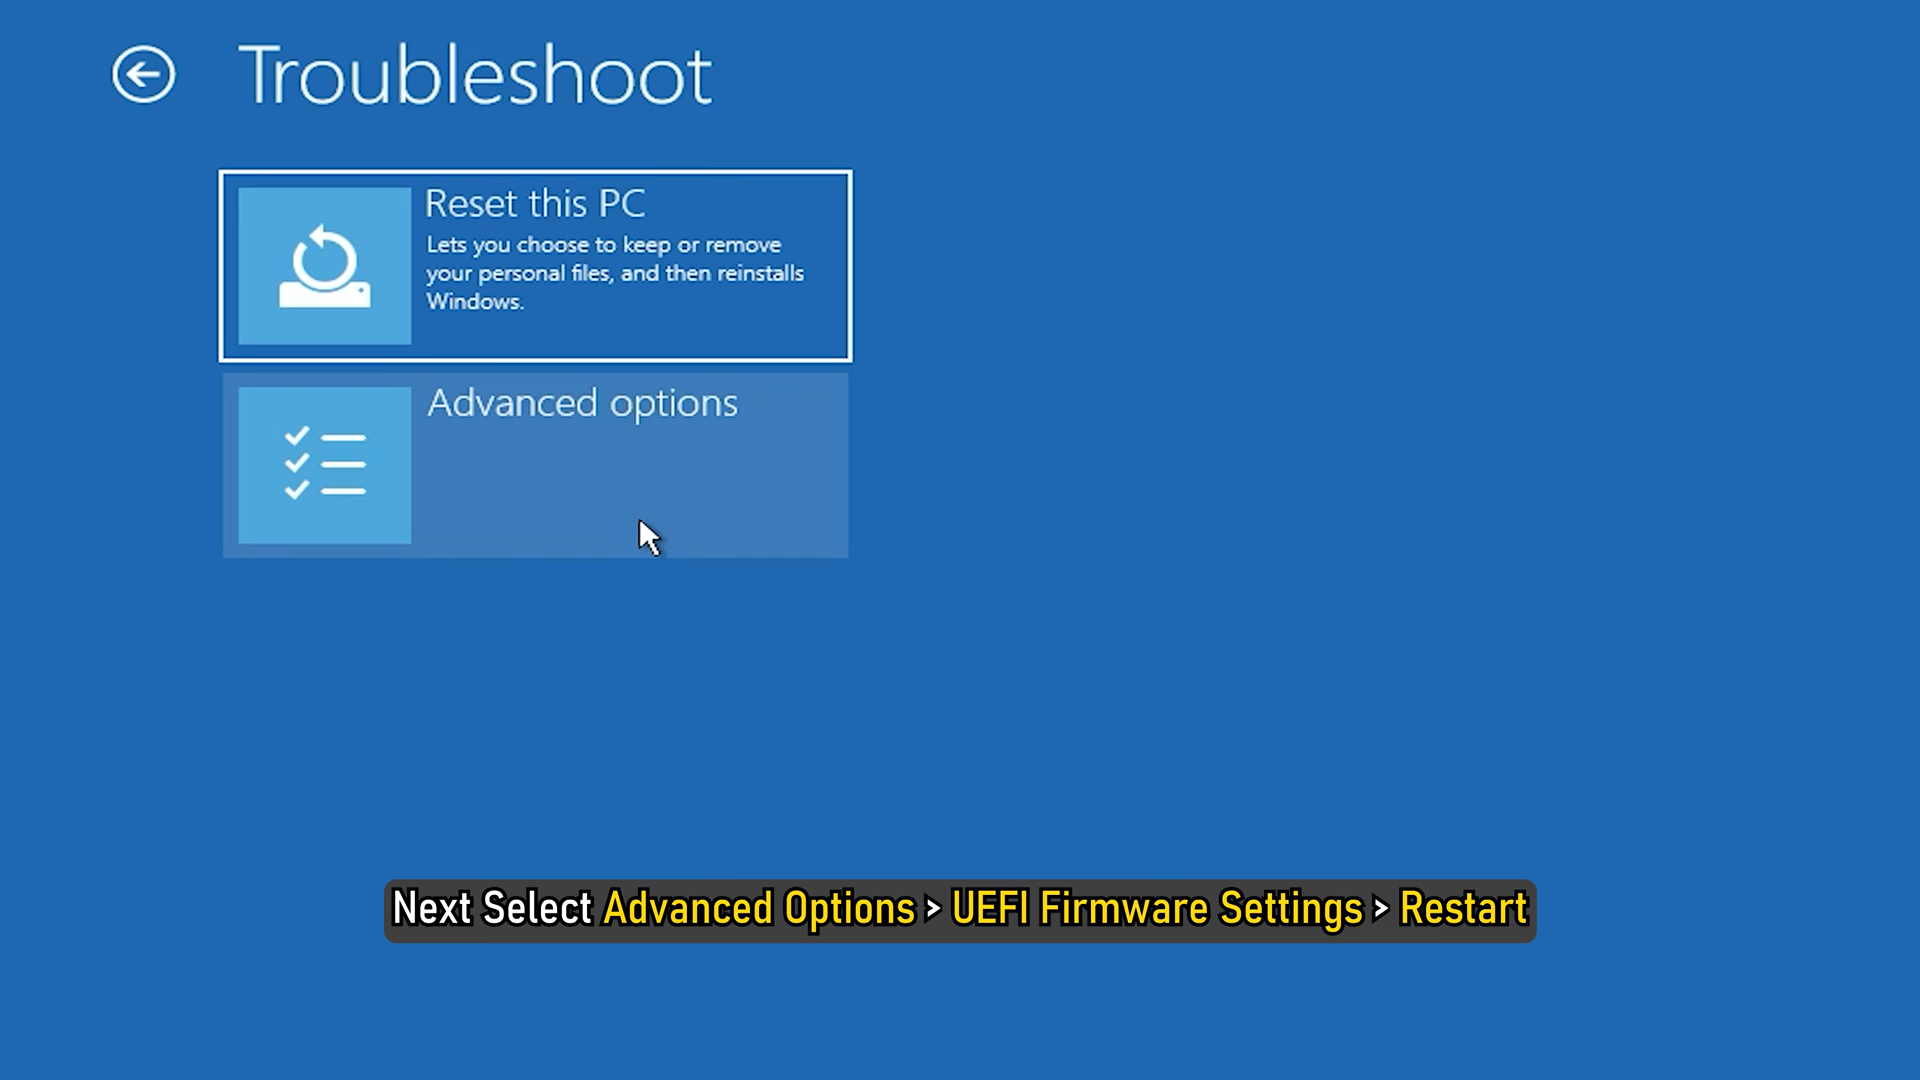 Troubleshoot
Reset this PC
Lets you choose to keep or remove
your personal files, and then reinstalls
Windows.
Advanced options
Next Select Advanced Options > UEFI Firmware Settings > Restart